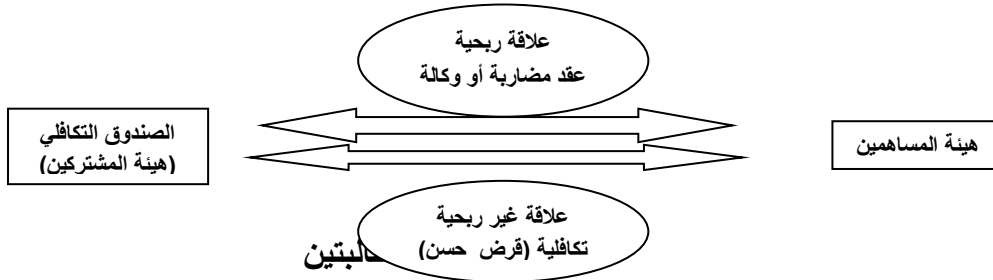 علاقة ربحية
عقد مضاربة أو وكالة
الصندوق التكافلي
(هيئة المشتركين)
هيئة المساهمين
علاقة غير ربحية
تكافلية (قرض حسن)